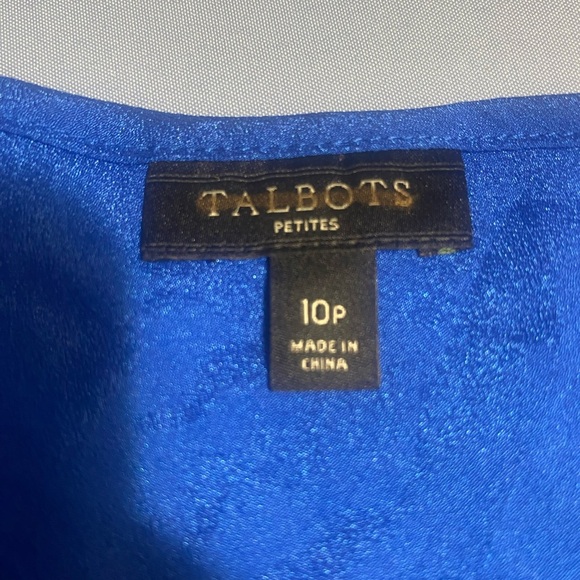 TALBOTS
PETITES
10P
MADE IN
CHINA